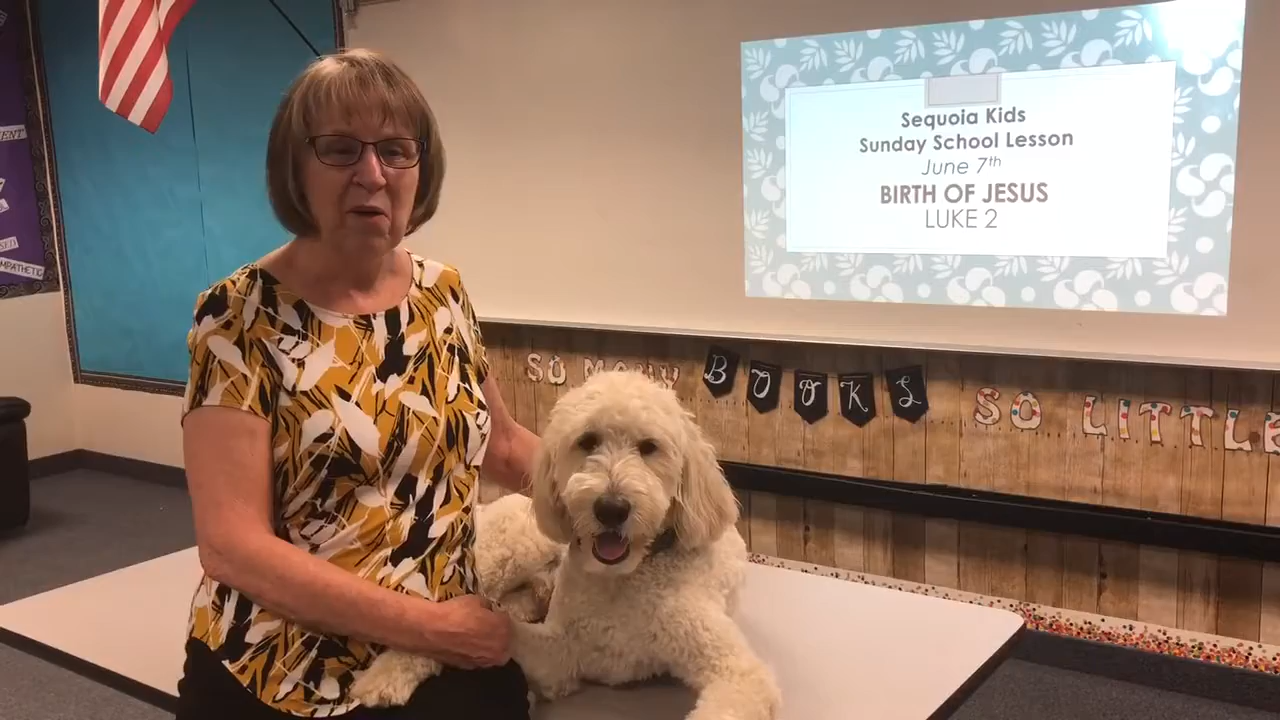 Sequoia Kids
Sunday School Lesson
June 7th
BIRTH OF JESUS
LUKE 2
SO MANY BOOKS SO LITTLE